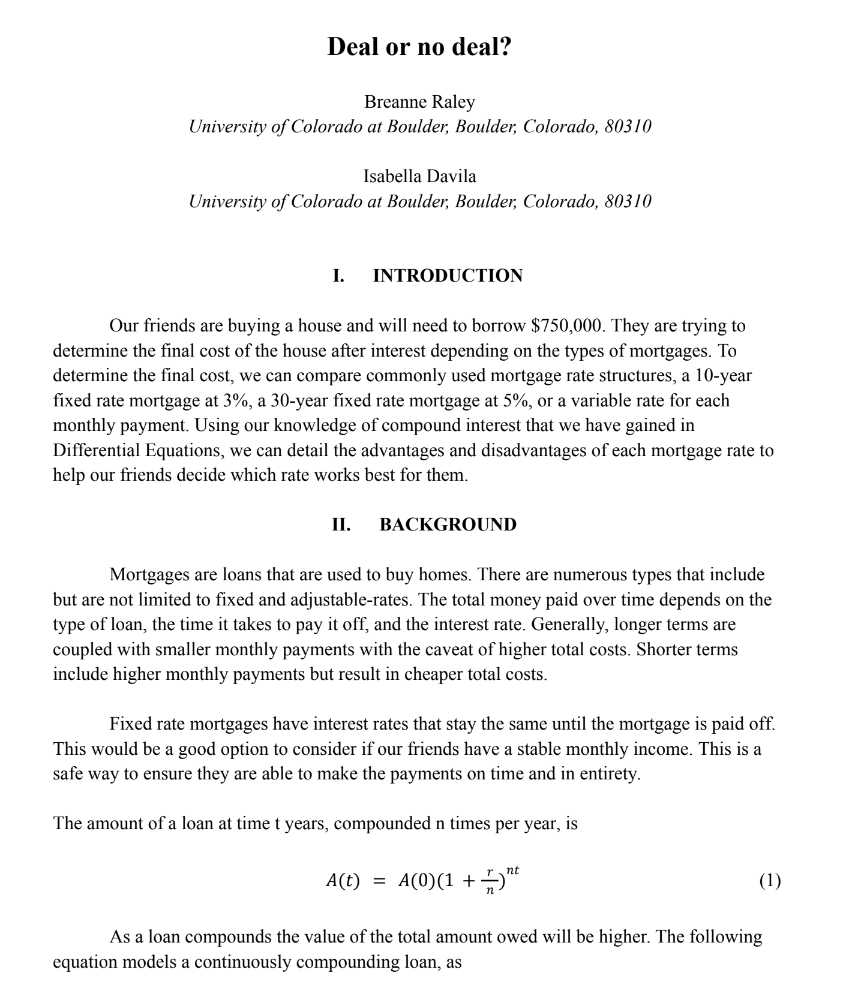 Deal or no deal?
Breanne Raley
University of Colorado at Boulder, Boulder, Colorado, 80310
Isabella Davila
University of Colorado at Boulder, Boulder, Colorado, 80310
I. INTRODUCTION
Our friends are buying a house and will need to borrow $750,000. They are trying to
determine the final cost of the house after interest depending on the types of mortgages. To
determine the final cost, we can compare commonly used mortgage rate structures, a 10-year
fixed rate mortgage at 3%, a 30-year fixed rate mortgage at 5%, or a variable rate for each
monthly payment. Using our knowledge of compound interest that we have gained in
Differential Equations, we can detail the advantages and disadvantages of each mortgage rate to
help our friends decide which rate works best for them.
II. BACKGROUND
Mortgages are loans that are used to buy homes. There are numerous types that include
but are not limited to fixed and adjustable-rates. The total money paid over time depends on the
type of loan, the time it takes to pay it off, and the interest rate. Generally, longer terms are
coupled with smaller monthly payments with the caveat of higher total costs. Shorter terms
include higher monthly payments but result in cheaper total costs.
Fixed rate mortgages have interest rates that stay the same until the mortgage is paid off.
This would be a good option to consider if our friends have a stable monthly income. This is a
safe way to ensure they are able to make the payments on time and in entirety.
The amount of a loan at time t years, compounded n times per year, is
A(t) = A(0)(1 + r/n)^nt (1)
As a loan compounds the value of the total amount owed will be higher. The following
equation models a continuously compounding loan, as